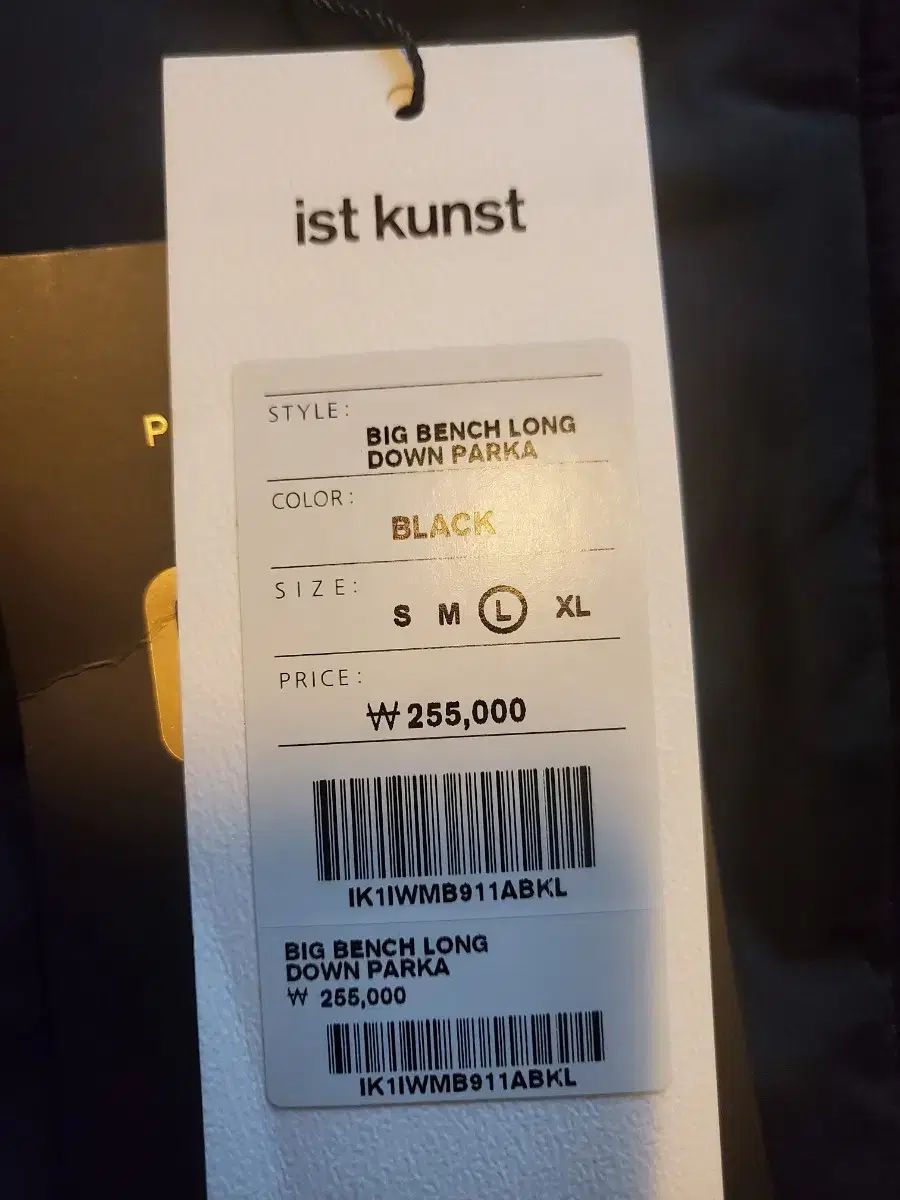 ist kunst
P
STYLE:
BIG BENCH LONG
DOWN PARKA
COLOR:
BLACK
SIZE:
S M L XL
PRICE:
₩ 255,000
IK1IWMB911ABKL
BIG BENCH LONG
DOWN PARKA
₩ 255,000
IK1IWMB911ABKL